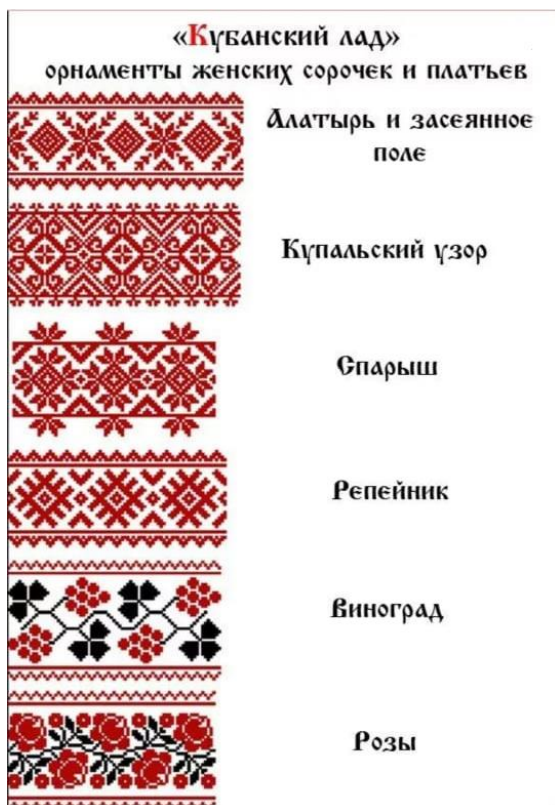 «Кубанский лад»
орнаменты женских сорочек и платьев
Алатырь и засеянное
поле
Купальский узор
Спарыш
Репейник
Виноград
Розы